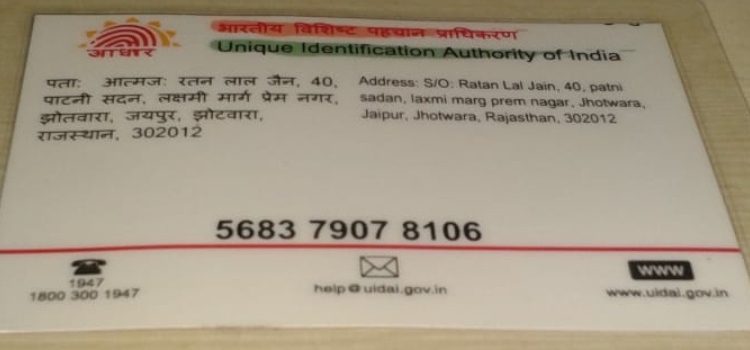 आधार
भारतीय विशिष्ट पहचान प्राधिकरण
Unique Identification Authority of India
पताः आत्मजः रतन लाल जैन, 40,
पाटनी सदन, लक्षमी मार्ग प्रेम नगर,
झोतवारा, जयपुर, झोटवारा,
राजस्थान, 302012
Address: S/O: Ratan Lal Jain, 40, patni
sadan, laxmi marg prem nagar, Jhotwara,
Jaipur, Jhotwara, Rajasthan, 302012
5683 7907 8106
1947
1800 300 1947
help@uidai.gov.in
www
www.uidai.gov.in